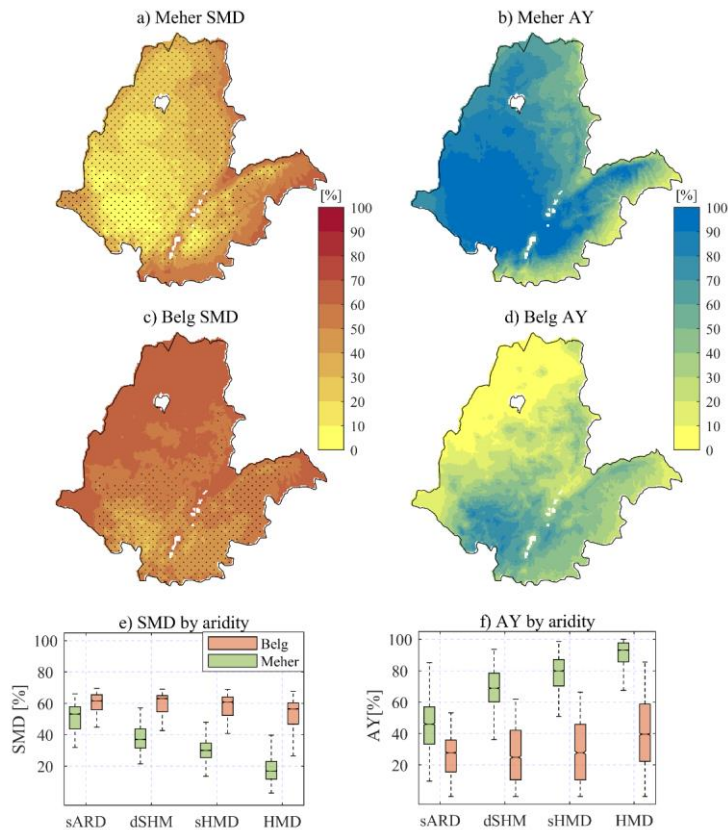 a) Meher SMD
b) Meher AY
[%]
100
90
80
70
60
50
40
30
20
10
0
[%]
100
90
80
70
60
50
40
30
20
10
0
c) Belg SMD
d) Belg AY
e) SMD by aridity
f) AY by aridity
SMD [%]
100
80
60
40
20
Belg
Meher
sARD dSHM sHMD HMD
AY[%]
100
80
60
40
20
sARD dSHM sHMD HMD